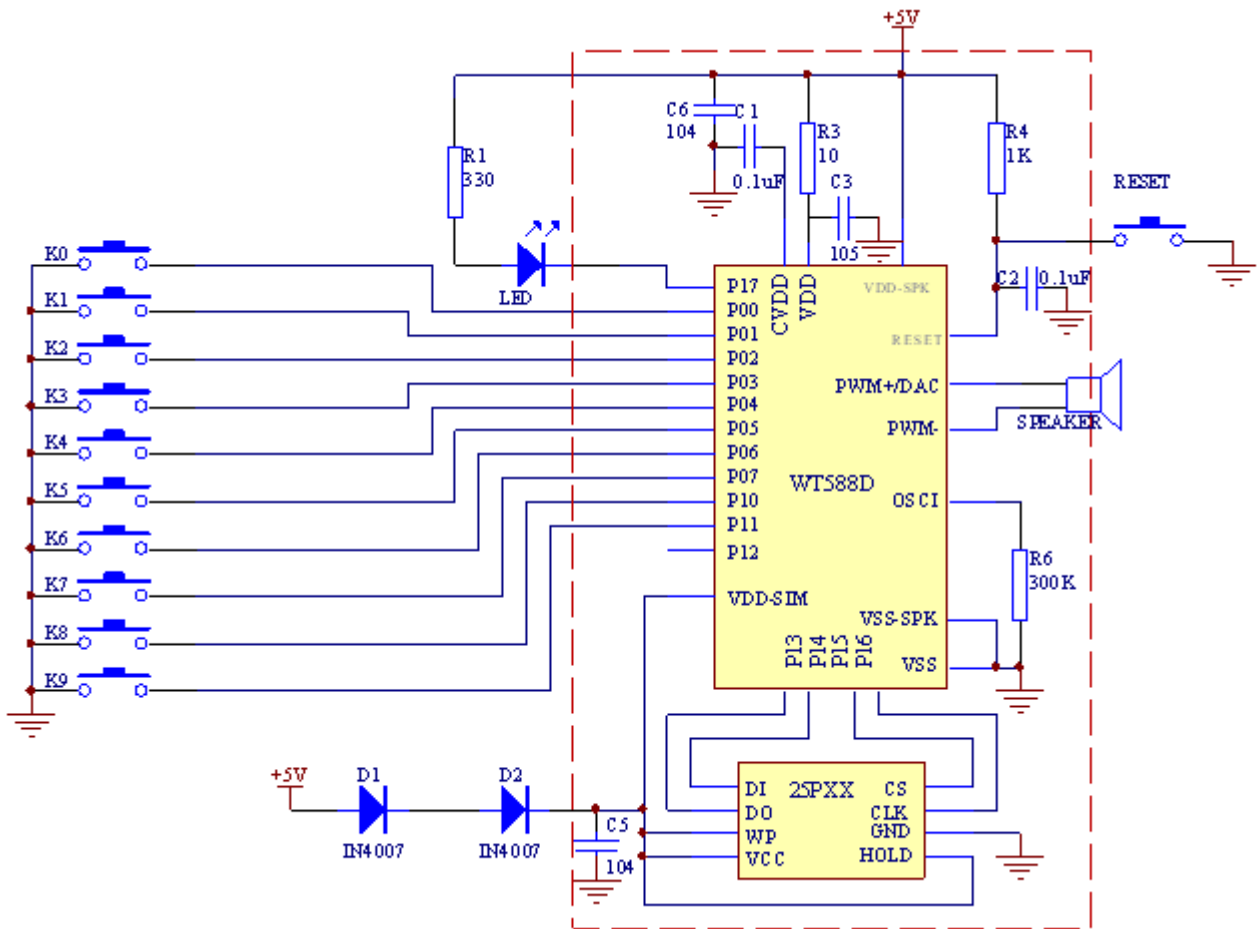 +5V
C6
104
C1
0.1uF
R3
10
C3
105
R4
1K
RESET
R1
330
LED
C2
0.1uF
K0
K1
K2
K3
K4
K5
K6
K7
K8
K9
P17
P00
P01
P02
P03
P04
P05
P06
P07
P10
P11
P12
VDD-SIM
CVDD
VDD
VDD-SPK
RESET
PWM+/DAC
PWM-
SPEAKER
WT588D
OSCI
R6
300K
VSS-SPK
VSS
P13
P14
P15
P16
+5V
D1
IN4007
D2
IN4007
C5
104
25PXX
DI
DO
WP
VCC
CS
CLK
GND
HOLD